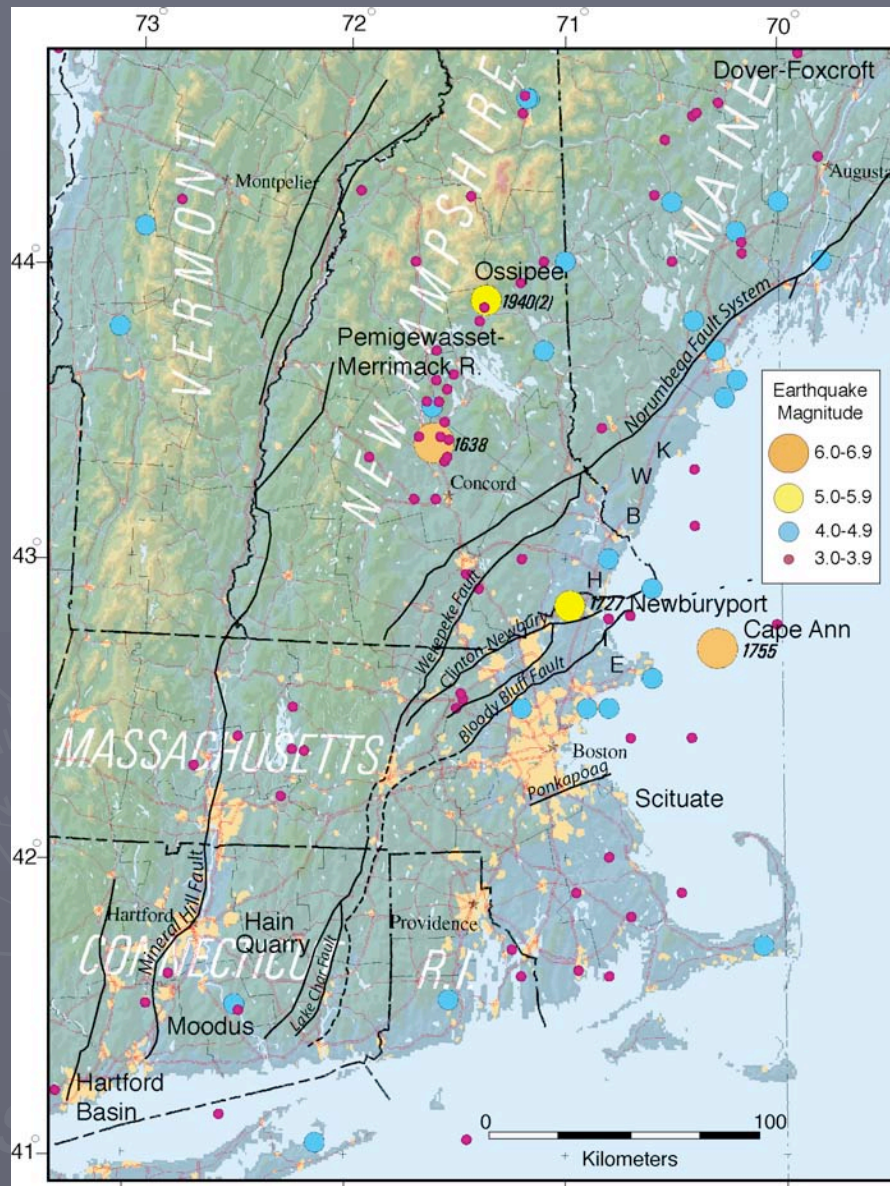 73°
72°
71°
70°
Dover-Foxcroft
VERMONT
NEW HAMPSHIRE
MAINE
Montpelier
Augusta
44°
Ossipee
1940(2)
Norumbega Fault System
Pemigewasset-
Merrimack R.
Earthquake
Magnitude
6.0-6.9
5.0-5.9
4.0-4.9
3.0-3.9
1638
K
W
Concord
B
43°
Wekepeke Fault
H
1727
Newburyport
Clinton-Newbury
Cape Ann
1755
I
E
Bloody Bluff Fault
MASSACHUSETTS
Boston
Ponkapoag
Scituate
42°
Mineral Hill Fault
Hartford
Hain
Quarry
Providence
CONNECTICUT
R.I.
Lake Char Fault
Moodus
Hartford
Basin
41°
0
100
Kilometers